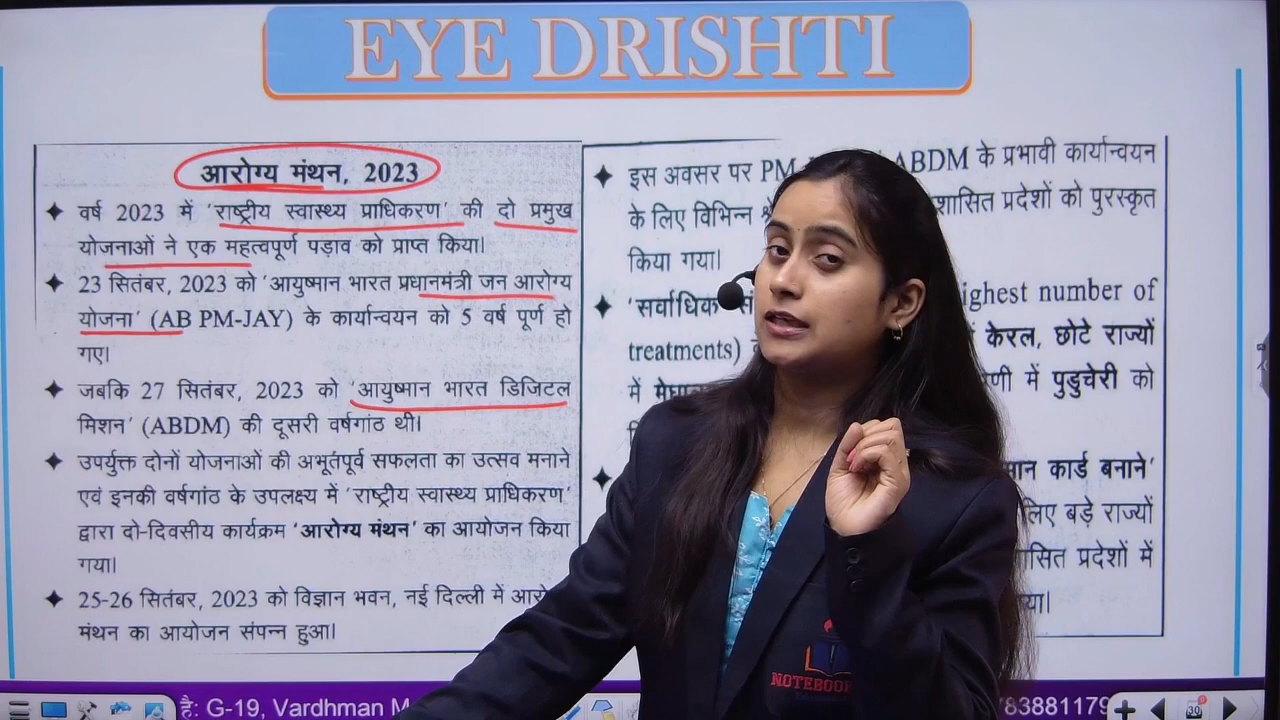 EYE DRISHTI
आरोग्य मंथन, 2023
वर्ष 2023 में 'राष्ट्रीय स्वास्थ्य प्राधिकरण' की दो प्रमुख
योजनाओं ने एक महत्वपूर्ण पड़ाव को प्राप्त किया।
23 सितंबर, 2023 को 'आयुष्मान भारत प्रधानमंत्री जन आरोग्य
योजना' (AB PM-JAY) के कार्यान्वयन को 5 वर्ष पूर्ण हो
गए।
जबकि 27 सितंबर, 2023 को 'आयुष्मान भारत डिजिटल
मिशन' (ABDM) की दूसरी वर्षगांठ थी।
उपर्युक्त दोनों योजनाओं की अभूतपूर्व सफलता का उत्सव मनाने
एवं इनकी वर्षगांठ के उपलक्ष्य में 'राष्ट्रीय स्वास्थ्य प्राधिकरण'
द्वारा दो-दिवसीय कार्यक्रम 'आरोग्य मंथन' का आयोजन किया
गया।
25-26 सितंबर, 2023 को विज्ञान भवन, नई दिल्ली में
मंथन का आयोजन संपन्न हुआ।
इस अवसर पर PM ABDM के प्रभावी कार्यान्वयन
के लिए विभिन्न शासित प्रदेशों को पुरस्कृत
किया गया।
'सर्वाधिक highest number of
treatments) केरल, छोटे राज्यों
में में पुडुचेरी को
कार्ड बनाने'
लिए बड़े राज्यों
शासित प्रदेशों में
NOTEBOOK
है: G-19, Vardhman
83881179
30